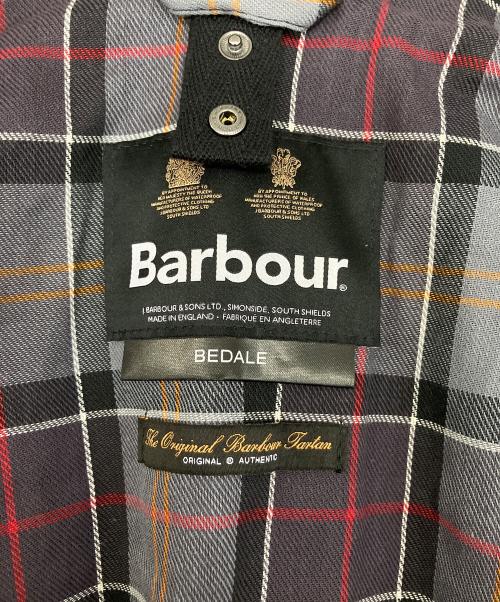 BY APPOINTMENT TO
HER MAJESTY THE QUEEN
MANUFACTURERS OF WATERPROOF
AND PROTECTIVE CLOTHING
J.BARBOUR & SONS LTD
SOUTH SHIELDS
BY APPOINTMENT TO
H.R.H. THE PRINCE OF WALES
MANUFACTURERS OF WATERPROOF
AND PROTECTIVE CLOTHING
J.BARBOUR & SONS LTD
SOUTH SHIELDS
Barbour®
J BARBOUR & SONS LTD., SIMONSIDE, SOUTH SHIELDS
MADE IN ENGLAND • FABRIQUE EN ANGLETERRE
BEDALE
The Original Barbour Tartan
ORIGINAL ® AUTHENTIC